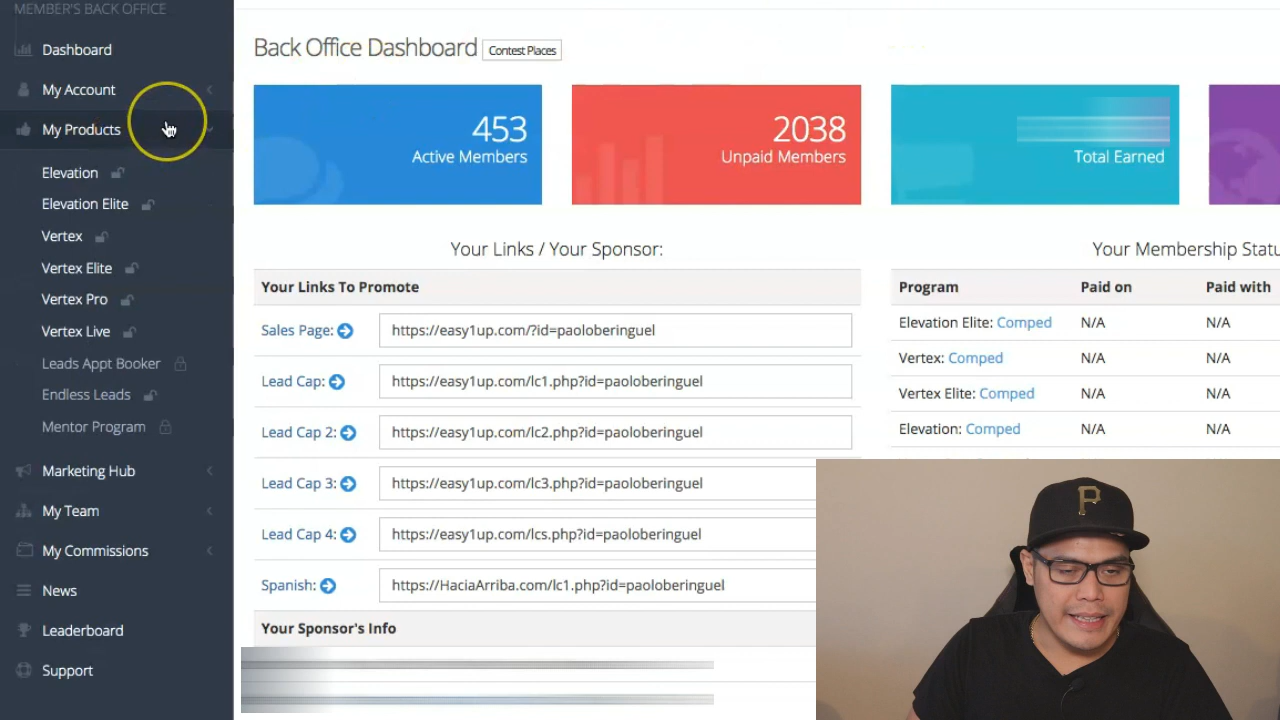 MEMBER'S BACK OFFICE
Dashboard
My Account
My Products
Elevation
Elevation Elite
Vertex
Vertex Elite
Vertex Pro
Vertex Live
Leads Appt Booker
Endless Leads
Mentor Program
Marketing Hub
My Team
My Commissions
News
Leaderboard
Support
Back Office Dashboard Contest Places
453
Active Members
2038
Unpaid Members
Total Earned
Your Links / Your Sponsor:
Your Links To Promote
Sales Page: https://easy1up.com/?id=paoloberinguel
Lead Cap: https://easy1up.com/lc1.php?id=paoloberinguel
Lead Cap 2: https://easy1up.com/lc2.php?id=paoloberinguel
Lead Cap 3: https://easy1up.com/lc3.php?id=paoloberinguel
Lead Cap 4: https://easy1up.com/lcs.php?id=paoloberinguel
Spanish: https://HaciaArriba.com/lc1.php?id=paoloberinguel
Your Sponsor's Info
Your Membership Statu
Program Paid on Paid with
Elevation Elite: Comped N/A N/A
Vertex: Comped N/A N/A
Vertex Elite: Comped N/A N/A
Elevation: Comped N/A N/A
P